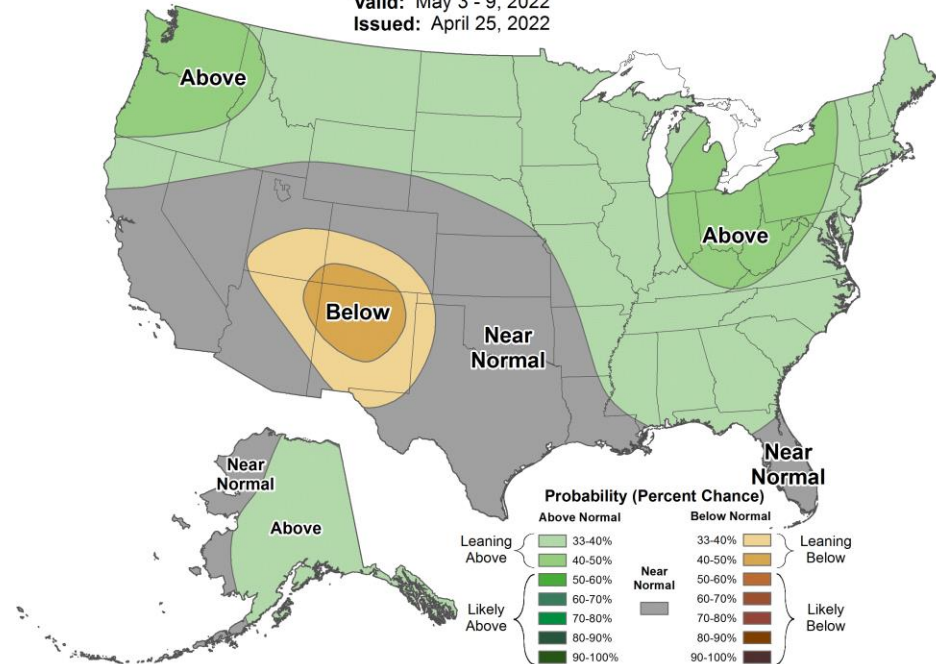 Valid: May 3 - 9, 2022
Issued: April 25, 2022
Above
Above
Below
Near
Normal
Near
Normal
Near
Normal
Above
Probability (Percent Chance)
Above Normal
Below Normal
Leaning
Above
33-40%
40-50%
Likely
Above
50-60%
60-70%
70-80%
80-90%
90-100%
Near
Normal
33-40%
40-50%
Leaning
Below
50-60%
60-70%
70-80%
80-90%
90-100%
Likely
Below